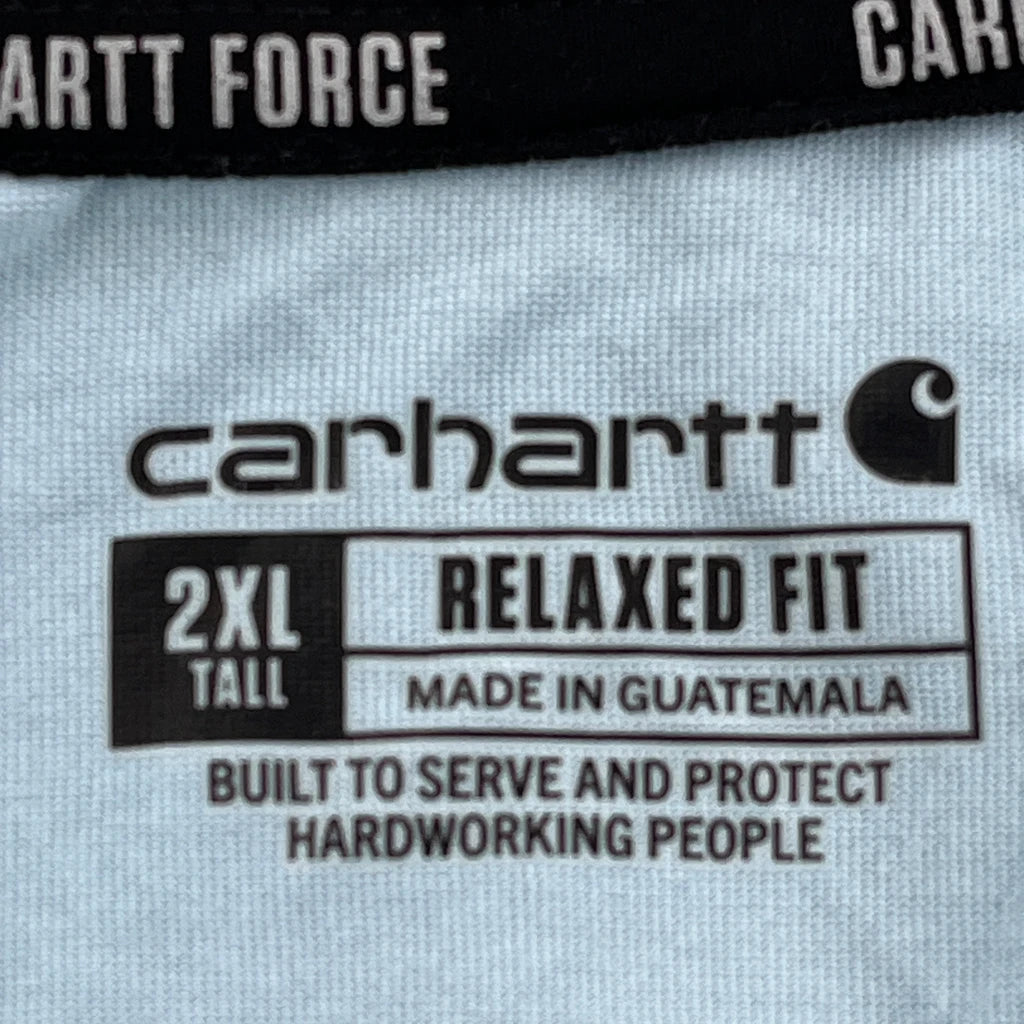 ARTT FORCE
CAR
carhartt
2XL
TALL
RELAXED FIT
MADE IN GUATEMALA
BUILT TO SERVE AND PROTECT
HARDWORKING PEOPLE